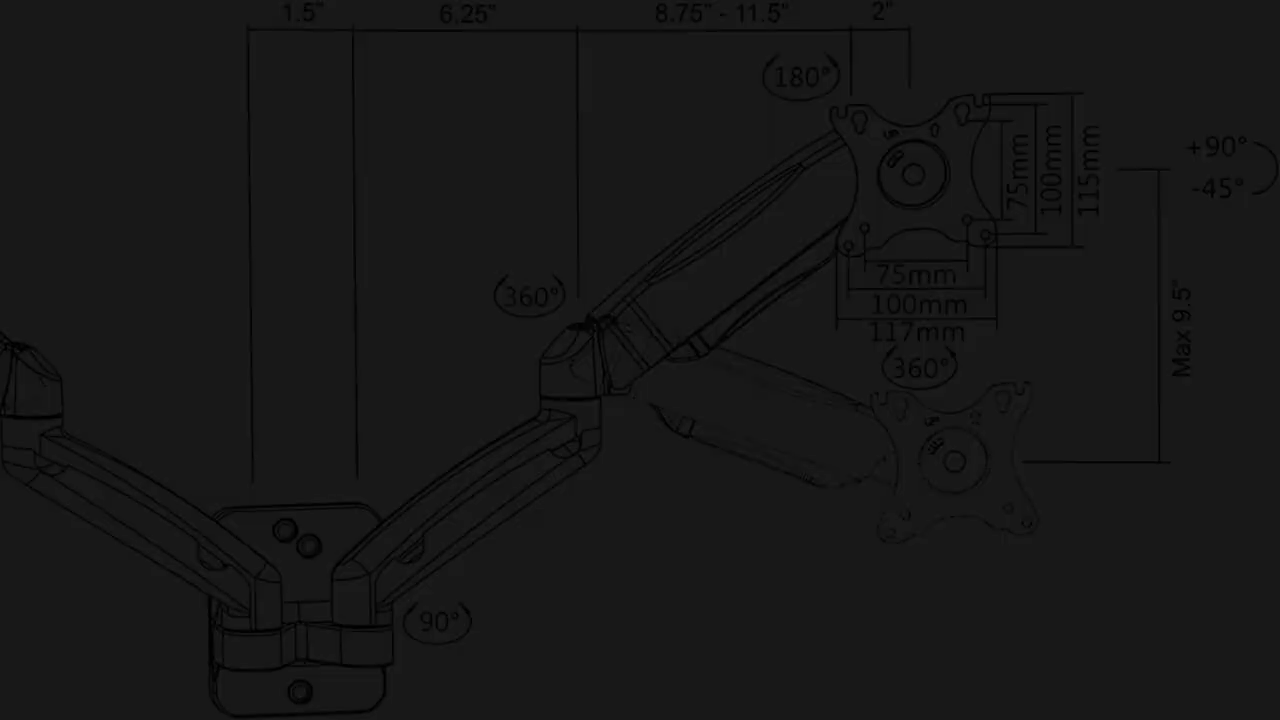 1.5” 6.25” 8.75” - 11.5” 2”
180°
+90°
-45°
75mm
100mm
115mm
75mm
100mm
117mm
360°
360°
Max 9.5”
90°